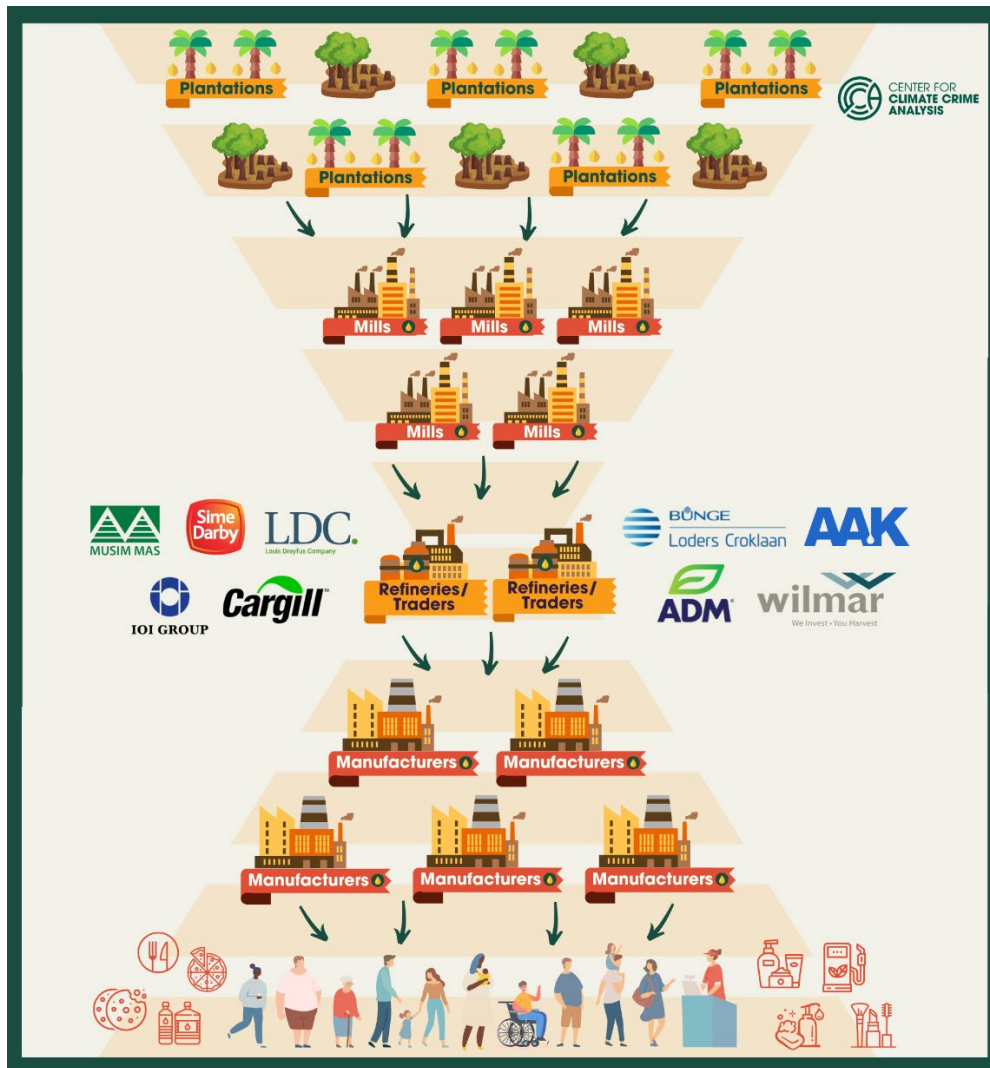 Plantations
Plantations
Plantations
CENTER FOR
CLIMATE CRIME
ANALYSIS
Plantations
Plantations
Mills
Mills
Mills
Mills
Mills
MUSIM MAS
Sime
Darby
LDC.
Louis Dreyfus Company
IOI GROUP
Cargill™
Refineries/
Traders
Refineries/
Traders
BUNGE
Loders Croklaan
AAK
ADM®
wilmar
We Invest • You Harvest
Manufacturers
Manufacturers
Manufacturers
Manufacturers
Manufacturers